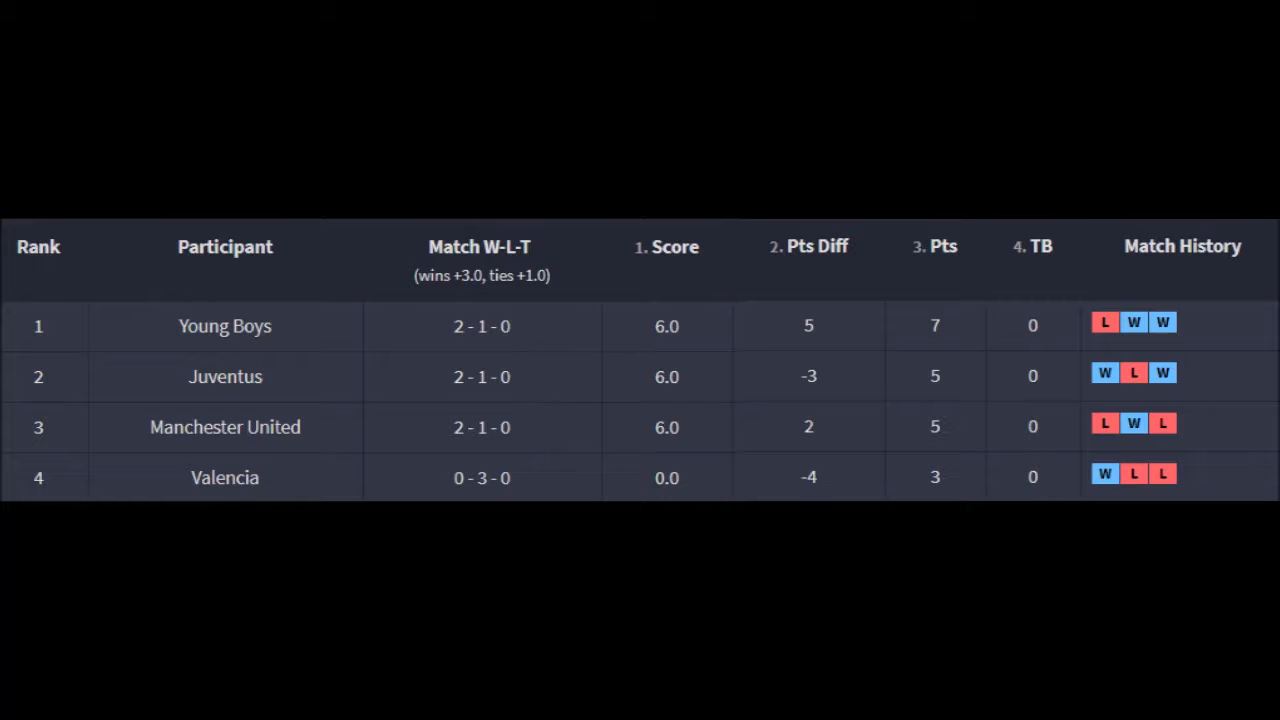 Rank Participant Match W-L-T 1. Score 2. Pts Diff 3. Pts 4. TB Match History
(wins +3.0, ties +1.0)
1 Young Boys 2 - 1 - 0 6.0 5 7 0 L W W
2 Juventus 2 - 1 - 0 6.0 -3 5 0 W L W
3 Manchester United 2 - 1 - 0 6.0 2 5 0 L W L
4 Valencia 0 - 3 - 0 0.0 -4 3 0 W L L